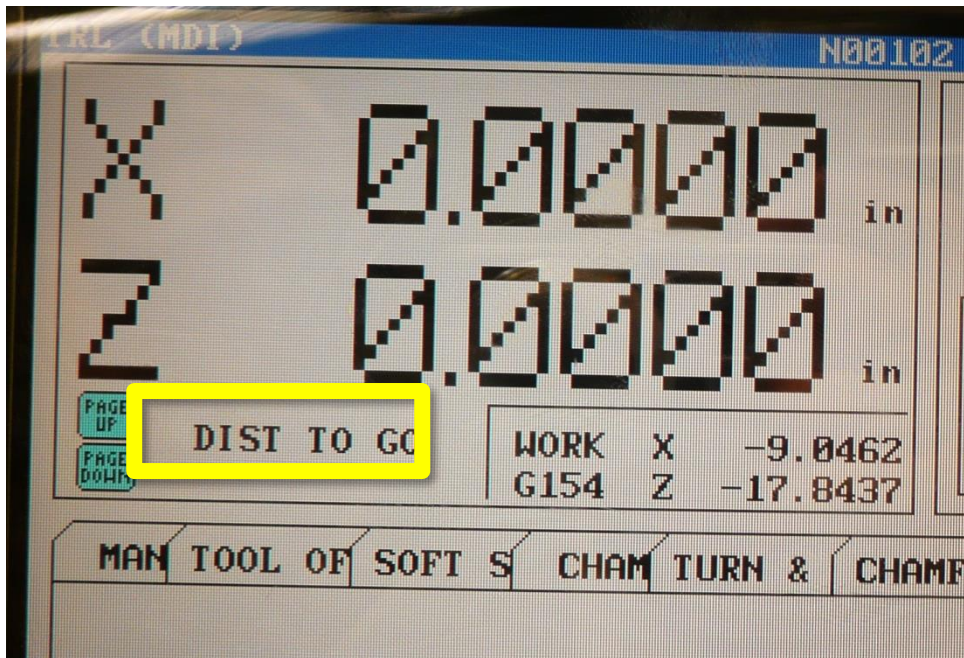 (MDI)
N00102
X 0.0000 in
Z 0.0000 in
PAGE UP
DIST TO GO
PAGE DOWN
WORK X -9.0462
G154 Z -17.8437
MAN TOOL OF SOFT S CHAM TURN & CHAMF